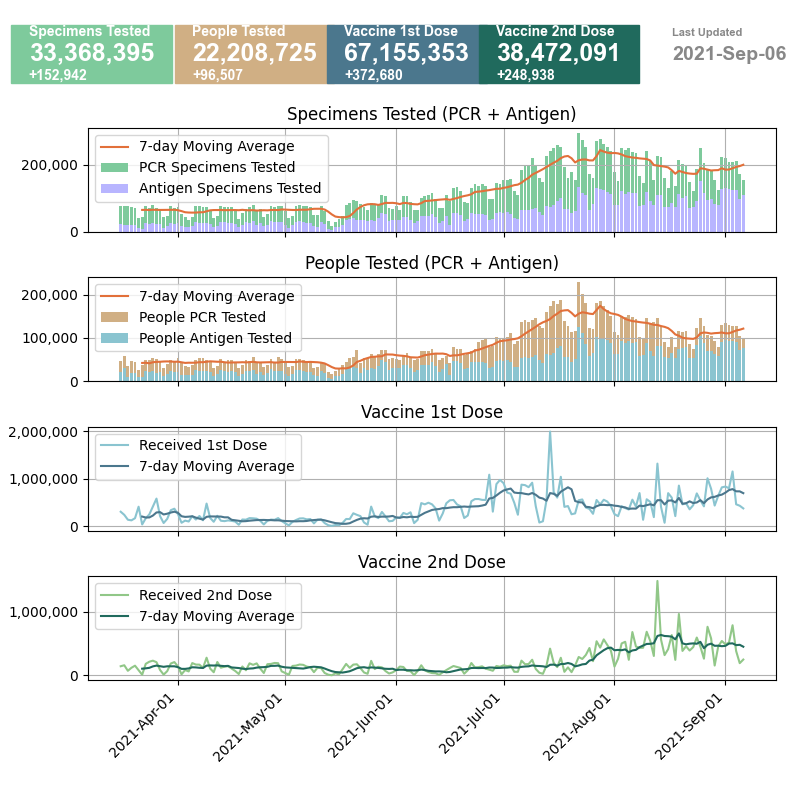 Specimens Tested
33,368,395
+152,942
People Tested
22,208,725
+96,507
Vaccine 1st Dose
67,155,353
+372,680
Vaccine 2nd Dose
38,472,091
+248,938
Last Updated
2021-Sep-06
Specimens Tested (PCR + Antigen)
7-day Moving Average
PCR Specimens Tested
Antigen Specimens Tested
200,000
0
People Tested (PCR + Antigen)
7-day Moving Average
People PCR Tested
People Antigen Tested
200,000
100,000
0
Vaccine 1st Dose
Received 1st Dose
7-day Moving Average
2,000,000
1,000,000
0
Vaccine 2nd Dose
Received 2nd Dose
7-day Moving Average
1,000,000
0
2021-Apr-01
2021-May-01
2021-Jun-01
2021-Jul-01
2021-Aug-01
2021-Sep-01